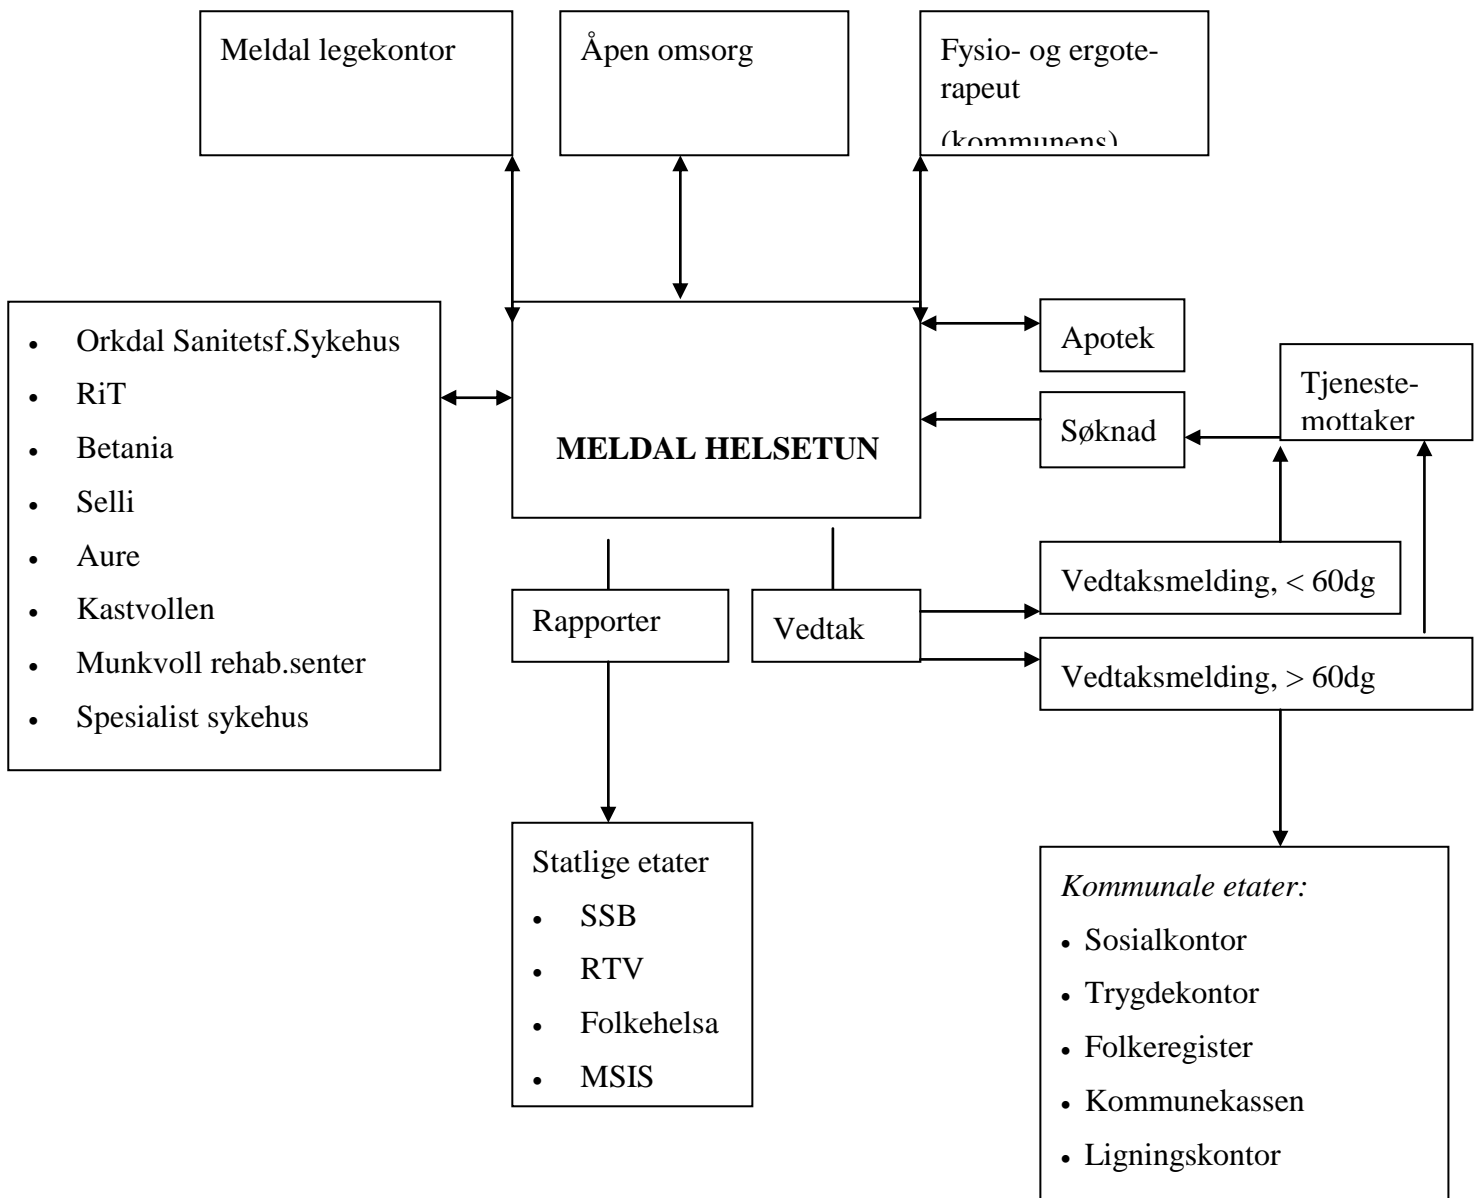 Meldal legekontor
Åpen omsorg
Fysio- og ergote-
rapeut
(kommunens)
• Orkdal Sanitetsf.Sykehus
• RiT
• Betania
• Selli
• Aure
• Kastvollen
• Munkvoll rehab.senter
• Spesialist sykehus
MELDAL HELSETUN
Apotek
Søknad
Tjeneste-
mottaker
Vedtaksmelding, < 60dg
Vedtaksmelding, > 60dg
Rapporter
Vedtak
Statlige etater
• SSB
• RTV
• Folkehelsa
• MSIS
Kommunale etater:
• Sosialkontor
• Trygdekontor
• Folkeregister
• Kommunekassen
• Ligningskontor